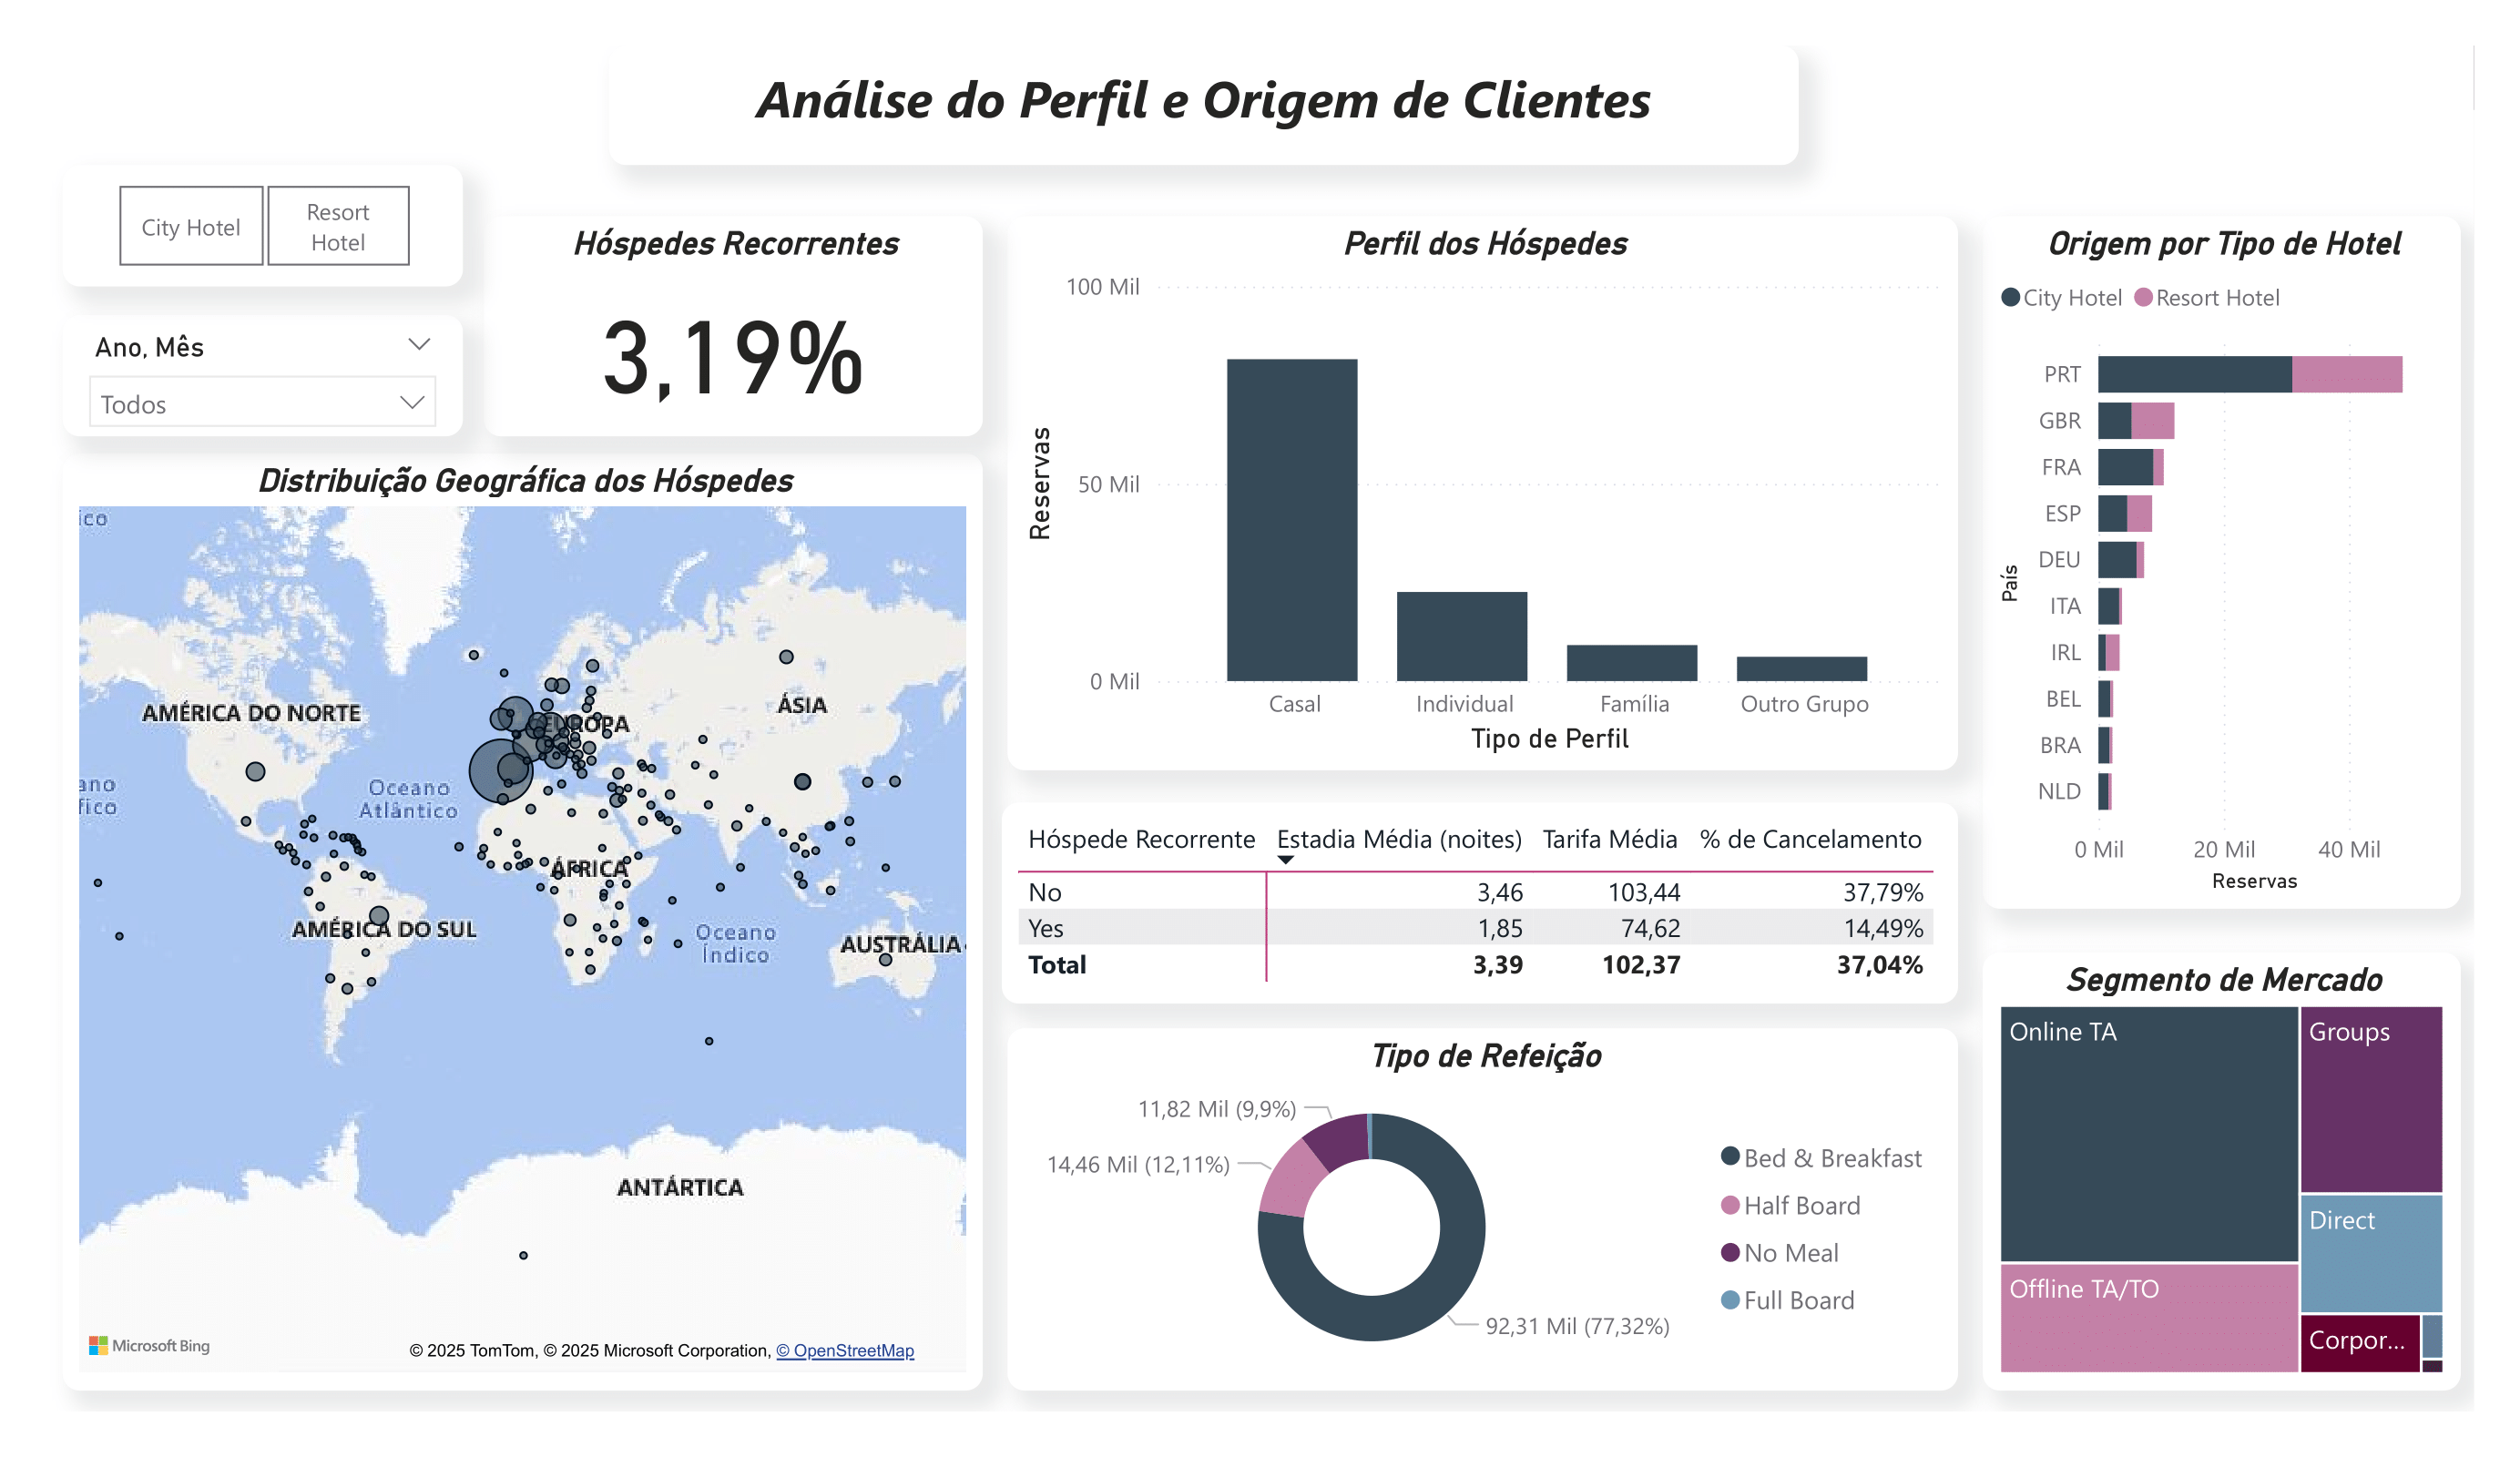 Análise do Perfil e Origem de Clientes
City Hotel
Resort
Hotel
Ano, Mês
Todos
Hóspedes Recorrentes
3,19%
Distribuição Geográfica dos Hóspedes
ico
AMÉRICA DO NORTE
EUROPA
ÁSIA
ano
fico
Oceano
Atlântico
ÁFRICA
AMÉRICA DO SUL
Oceano
Índico
AUSTRÁLIA
ANTÁRTICA
Microsoft Bing
© 2025 TomTom, © 2025 Microsoft Corporation, © OpenStreetMap
Perfil dos Hóspedes
Reservas
100 Mil
50 Mil
0 Mil
Casal Individual Família Outro Grupo
Tipo de Perfil
Hóspede Recorrente Estadia Média (noites) Tarifa Média % de Cancelamento
No 3,46 103,44 37,79%
Yes 1,85 74,62 14,49%
Total 3,39 102,37 37,04%
Tipo de Refeição
11,82 Mil (9,9%)
14,46 Mil (12,11%)
92,31 Mil (77,32%)
Bed & Breakfast
Half Board
No Meal
Full Board
Origem por Tipo de Hotel
City Hotel Resort Hotel
País
PRT
GBR
FRA
ESP
DEU
ITA
IRL
BEL
BRA
NLD
0 Mil 20 Mil 40 Mil
Reservas
Segmento de Mercado
Online TA
Groups
Direct
Offline TA/TO
Corpor...